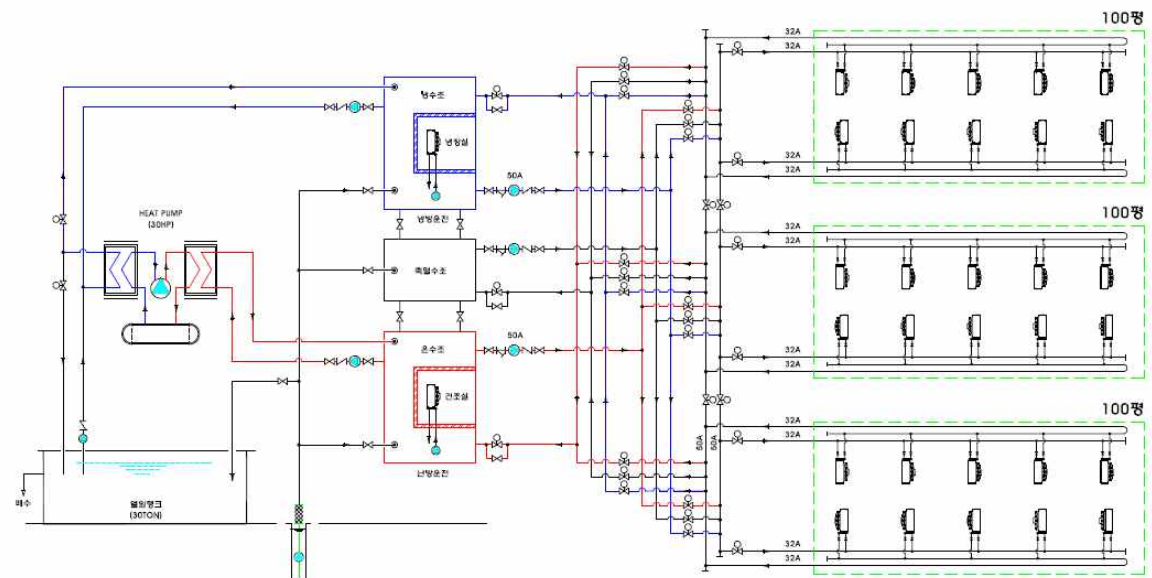 100평
32A
32A
32A
32A
냉수조
냉방실
50A
냉방운전
HEAT PUMP
(30HP)
축열수조
50A
온수조
건조실
난방운전
100평
32A
32A
32A
32A
100평
32A
32A
50A
50A
32A
32A
배수
열원탱크
(30TON)